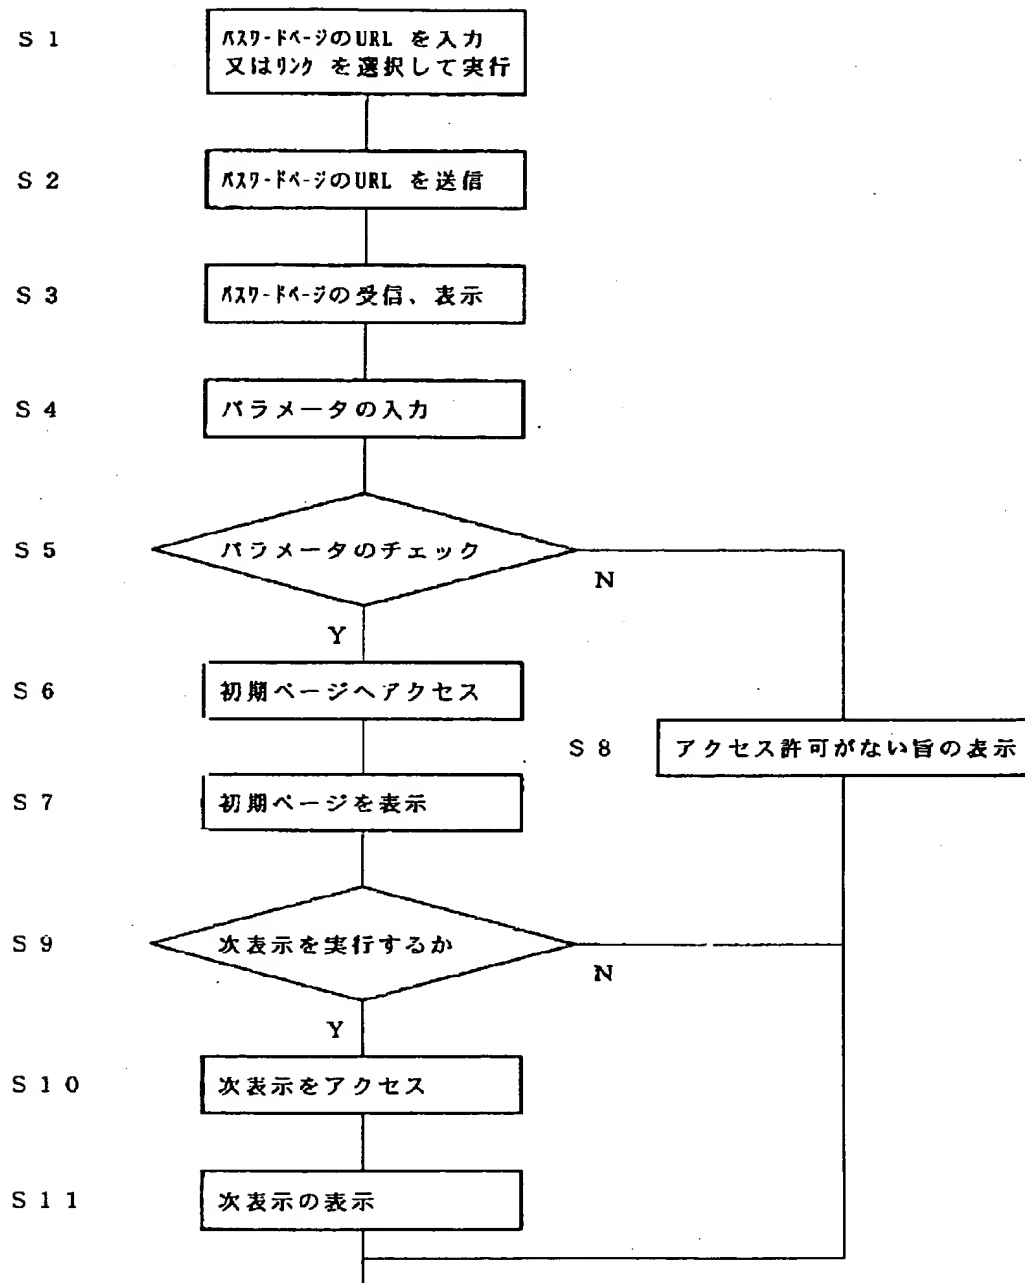 S 1
パスワードページのURL を入力
又はリンク を選択して実行
S 2
パスワードページのURL を送信
S 3
パスワードページの受信、表示
S 4
パラメータの入力
S 5
パラメータのチェック
N
Y
S 6
初期ページへアクセス
S 8
アクセス許可がない旨の表示
S 7
初期ページを表示
S 9
次表示を実行するか
N
Y
S 1 0
次表示をアクセス
S 1 1
次表示の表示